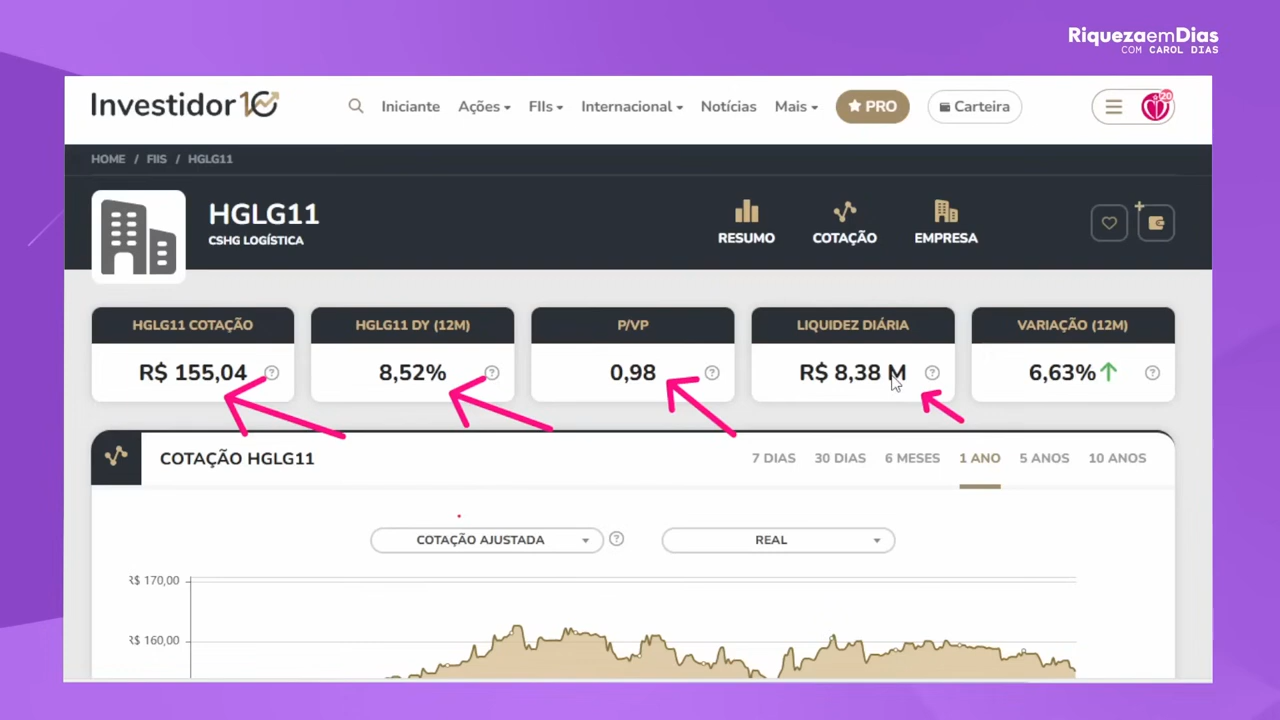 RiquezaemDias
COM CAROL DIAS
Investidor10
Iniciante Ações FIIs Internacional Notícias Mais PRO Carteira
20
HOME / FIIS / HGLG11
HGLG11
CSHG LOGÍSTICA
RESUMO COTAÇÃO EMPRESA
HGLG11 COTAÇÃO
R$ 155,04 ?
HGLG11 DY (12M)
8,52% ?
P/VP
0,98 ?
LIQUIDEZ DIÁRIA
R$ 8,38 M ?
VARIAÇÃO (12M)
6,63% ?
COTAÇÃO HGLG11
7 DIAS 30 DIAS 6 MESES 1 ANO 5 ANOS 10 ANOS
COTAÇÃO AJUSTADA ? REAL
R$ 170,00
R$ 160,00